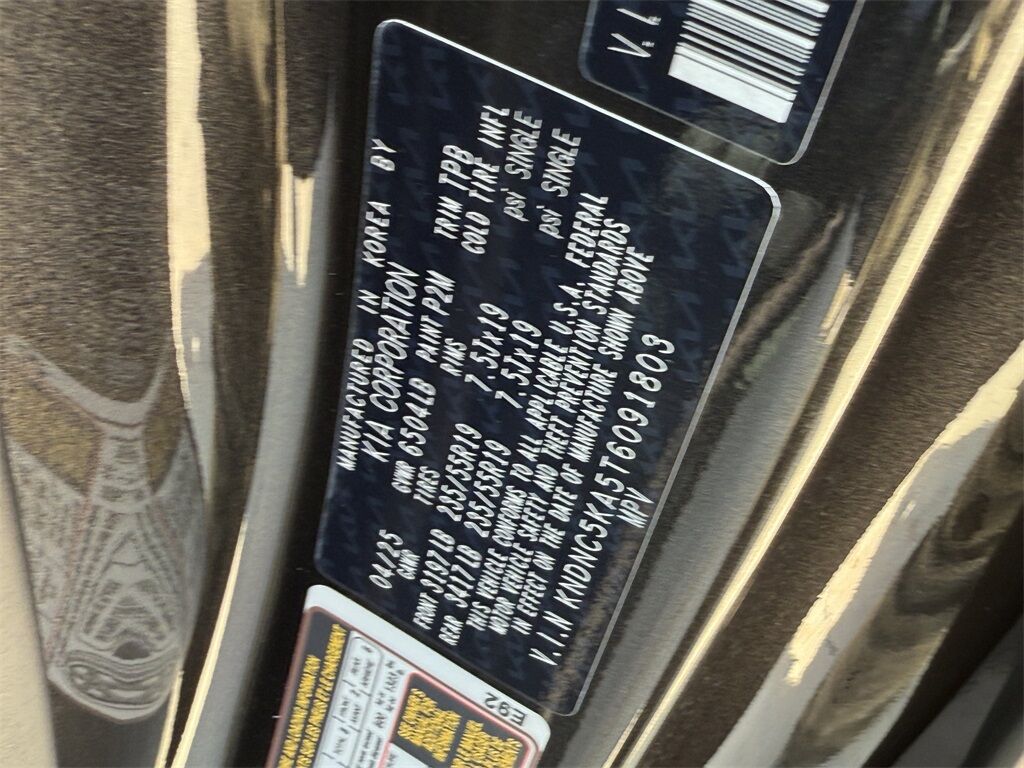 MANUFACTURED IN KOREA BY
KIA CORPORATION
04/25 GVWR 6504LB PAINT P2M TRIM TPB
GAWR TIRES RIMS COLD TIRE INFL
FRONT 3197LB 235/55R19 7.5Jx19 psi SINGLE
REAR 3417LB 235/55R19 7.5Jx19 psi SINGLE
THIS VEHICLE CONFORMS TO ALL APPLICABLE U.S.A. FEDERAL
MOTOR VEHICLE SAFETY AND THEFT PREVENTION STANDARDS
IN EFFECT ON THE DATE OF MANUFACTURE SHOWN ABOVE
V.I.N KNDNC5KA5T6091803
MPV
V.I.
E92